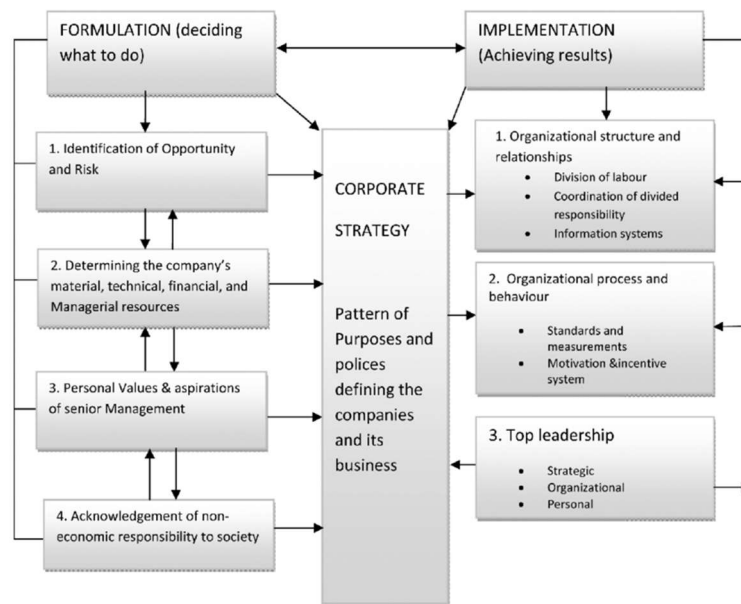 FORMULATION (deciding
what to do)
IMPLEMENTATION
(Achieving results)
1. Identification of Opportunity
and Risk
2. Determining the company's
material, technical, financial, and
Managerial resources
3. Personal Values & aspirations
of senior Management
4. Acknowledgement of non-
economic responsibility to society
CORPORATE
STRATEGY
Pattern of
Purposes and
polices
defining the
companies
and its
business
1. Organizational structure and
relationships
• Division of labour
• Coordination of divided
responsibility
• Information systems
2. Organizational process and
behaviour
• Standards and
measurements
• Motivation &incentive
system
3. Top leadership
• Strategic
• Organizational
• Personal